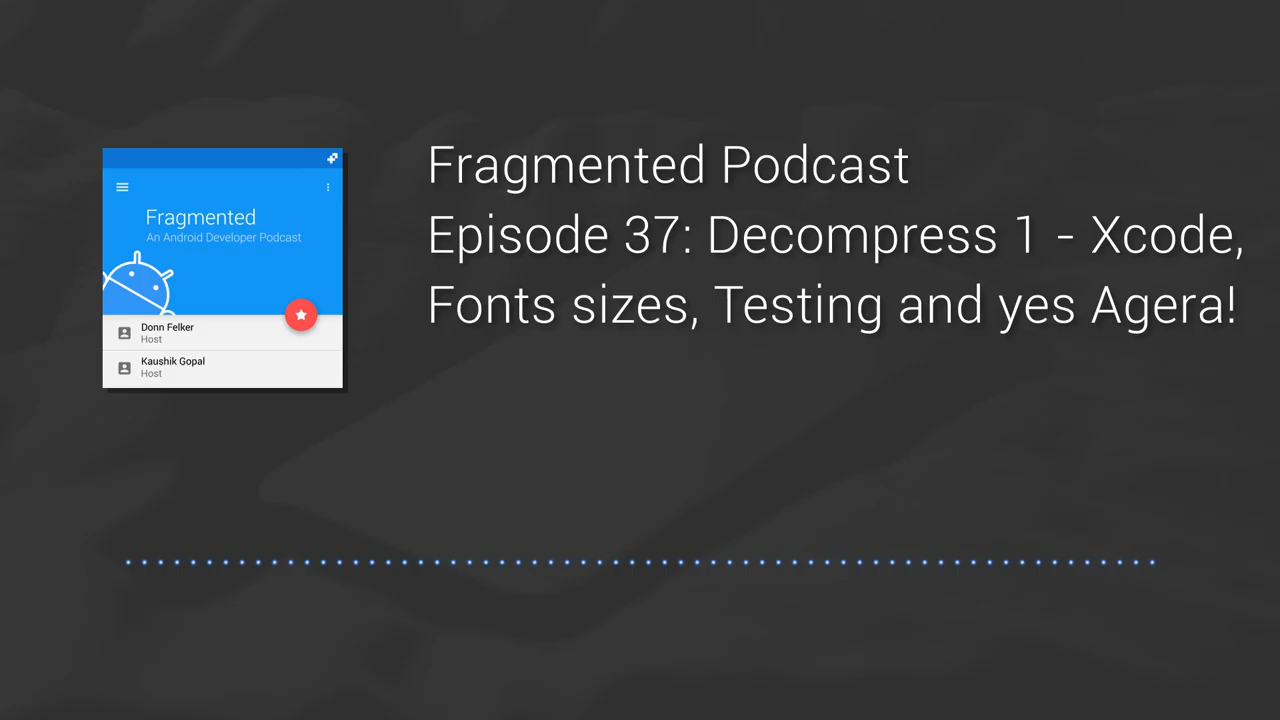 Fragmented
An Android Developer Podcast
Donn Felker
Host
Kaushik Gopal
Host
Fragmented Podcast
Episode 37: Decompress 1 - Xcode,
Fonts sizes, Testing and yes Agera!